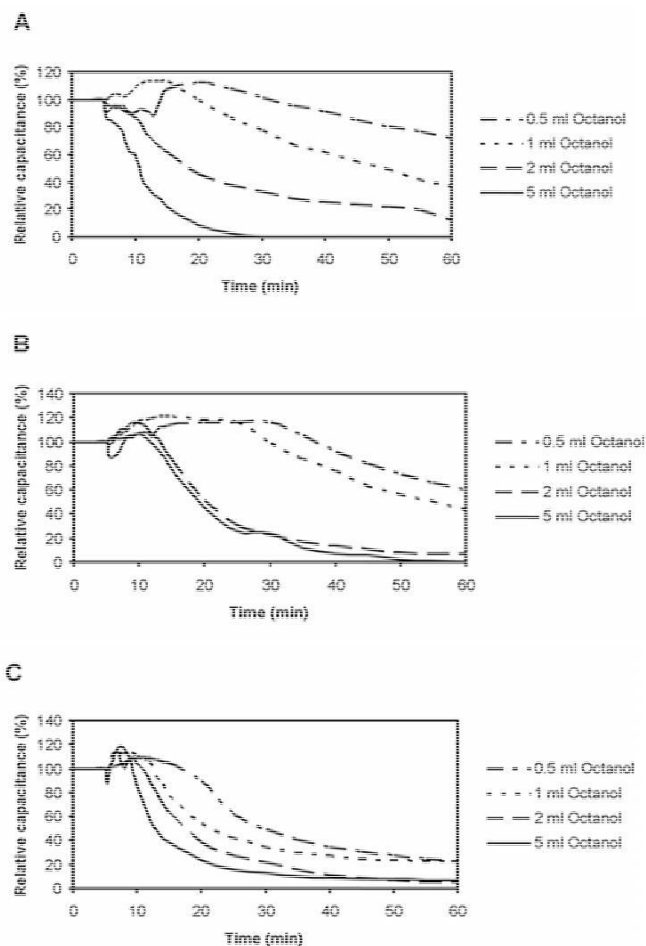 A
Relative capacitance (%)
120
100
80
60
40
20
0
0 10 20 30 40 50 60
Time (min)
0.5 ml Octanol
1 ml Octanol
2 ml Octanol
5 ml Octanol
B
Relative capacitance (%)
140
120
100
80
60
40
20
0
0 10 20 30 40 50 60
Time (min)
0.5 ml Octanol
1 ml Octanol
2 ml Octanol
5 ml Octanol
C
Relative capacitance (%)
140
120
100
80
60
40
20
0
0 10 20 30 40 50 60
Time (min)
0.5 ml Octanol
1 ml Octanol
2 ml Octanol
5 ml Octanol